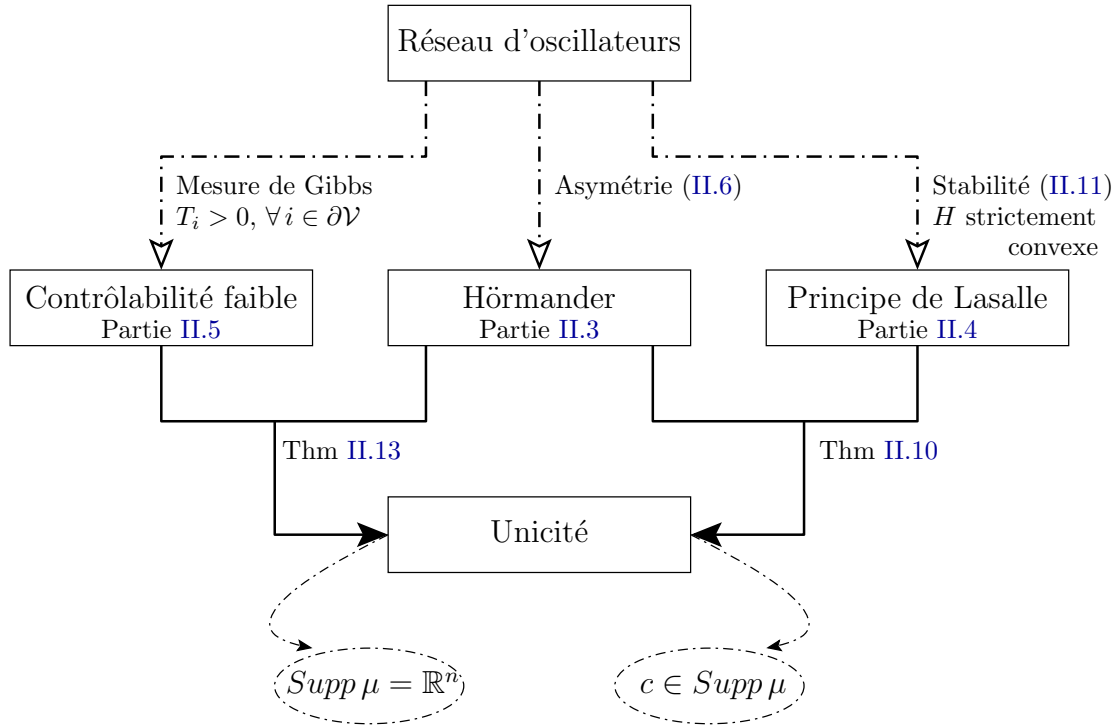 Réseau d'oscillateurs
Mesure de Gibbs
T_i > 0, ∀ i ∈ ∂𝒱
Asymétrie (II.6)
Stabilité (II.11)
H strictement
convexe
Contrôlabilité faible
Partie II.5
Hörmander
Partie II.3
Principe de Lasalle
Partie II.4
Thm II.13
Thm II.10
Unicité
Supp μ = ℝⁿ
c ∈ Supp μ